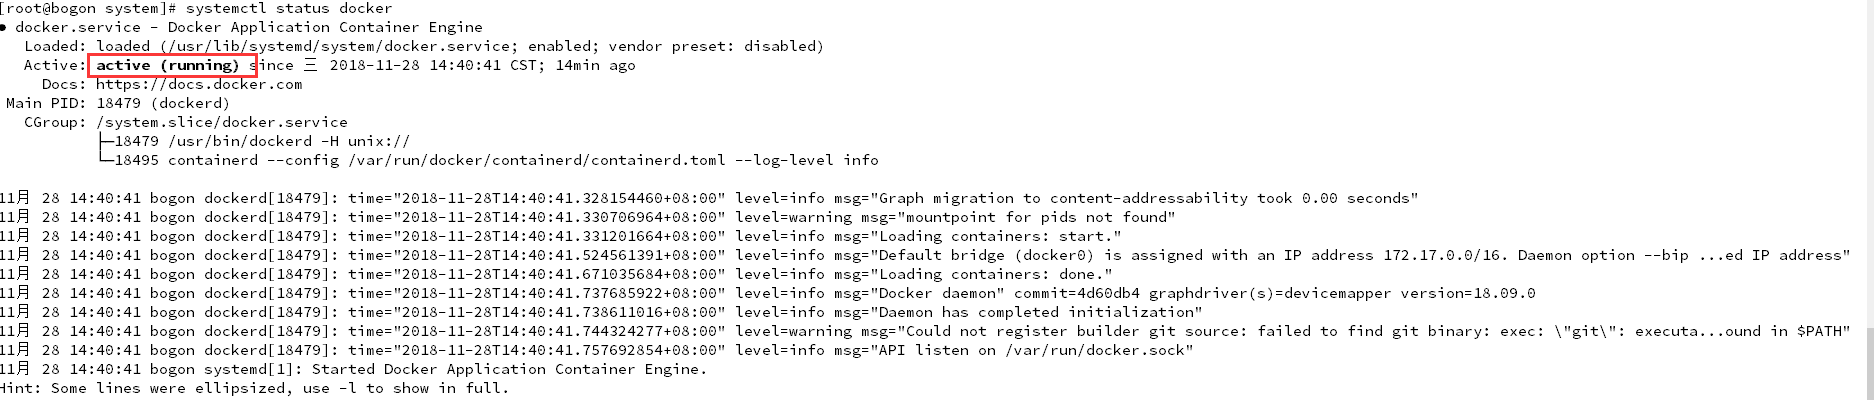 [root@bogon system]# systemctl status docker
● docker.service - Docker Application Container Engine
Loaded: loaded (/usr/lib/systemd/system/docker.service; enabled; vendor preset: disabled)
Active: active (running) since 三 2018-11-28 14:40:41 CST; 14min ago
Docs: https://docs.docker.com
Main PID: 18479 (dockerd)
CGroup: /system.slice/docker.service
├─18479 /usr/bin/dockerd -H unix://
└─18495 containerd --config /var/run/docker/containerd/containerd.toml --log-level info
11月 28 14:40:41 bogon dockerd[18479]: time="2018-11-28T14:40:41.328154460+08:00" level=info msg="Graph migration to content-addressability took 0.00 seconds"
11月 28 14:40:41 bogon dockerd[18479]: time="2018-11-28T14:40:41.330706964+08:00" level=warning msg="mountpoint for pids not found"
11月 28 14:40:41 bogon dockerd[18479]: time="2018-11-28T14:40:41.331201664+08:00" level=info msg="Loading containers: start."
11月 28 14:40:41 bogon dockerd[18479]: time="2018-11-28T14:40:41.524561391+08:00" level=info msg="Default bridge (docker0) is assigned with an IP address 172.17.0.0/16. Daemon option --bip ...ed IP address"
11月 28 14:40:41 bogon dockerd[18479]: time="2018-11-28T14:40:41.671035684+08:00" level=info msg="Loading containers: done."
11月 28 14:40:41 bogon dockerd[18479]: time="2018-11-28T14:40:41.737685922+08:00" level=info msg="Docker daemon" commit=4d60db4 graphdriver(s)=devicemapper version=18.09.0
11月 28 14:40:41 bogon dockerd[18479]: time="2018-11-28T14:40:41.738611016+08:00" level=info msg="Daemon has completed initialization"
11月 28 14:40:41 bogon dockerd[18479]: time="2018-11-28T14:40:41.744324277+08:00" level=warning msg="Could not register builder git source: failed to find git binary: exec: \"git\": executa...ound in $PATH"
11月 28 14:40:41 bogon dockerd[18479]: time="2018-11-28T14:40:41.757692854+08:00" level=info msg="API listen on /var/run/docker.sock"
11月 28 14:40:41 bogon systemd[1]: Started Docker Application Container Engine.
Hint: Some lines were ellipsized, use -l to show in full.